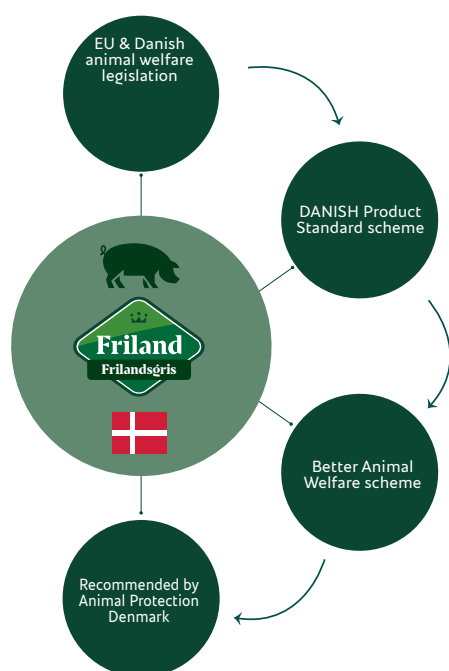 EU & Danish
animal welfare
legislation
DANISH Product
Standard scheme
Friland
Frilandsgris
Better Animal
Welfare scheme
Recommended by
Animal Protection
Denmark